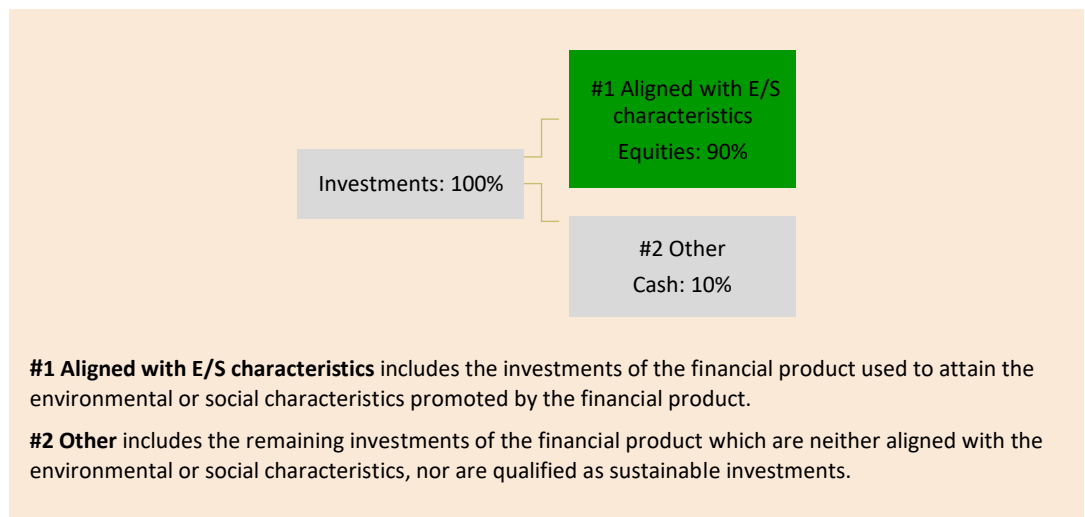 #1 Aligned with E/S
characteristics
Equities: 90%
Investments: 100%
#2 Other
Cash: 10%
#1 Aligned with E/S characteristics includes the investments of the financial product used to attain the
environmental or social characteristics promoted by the financial product.
#2 Other includes the remaining investments of the financial product which are neither aligned with the
environmental or social characteristics, nor are qualified as sustainable investments.